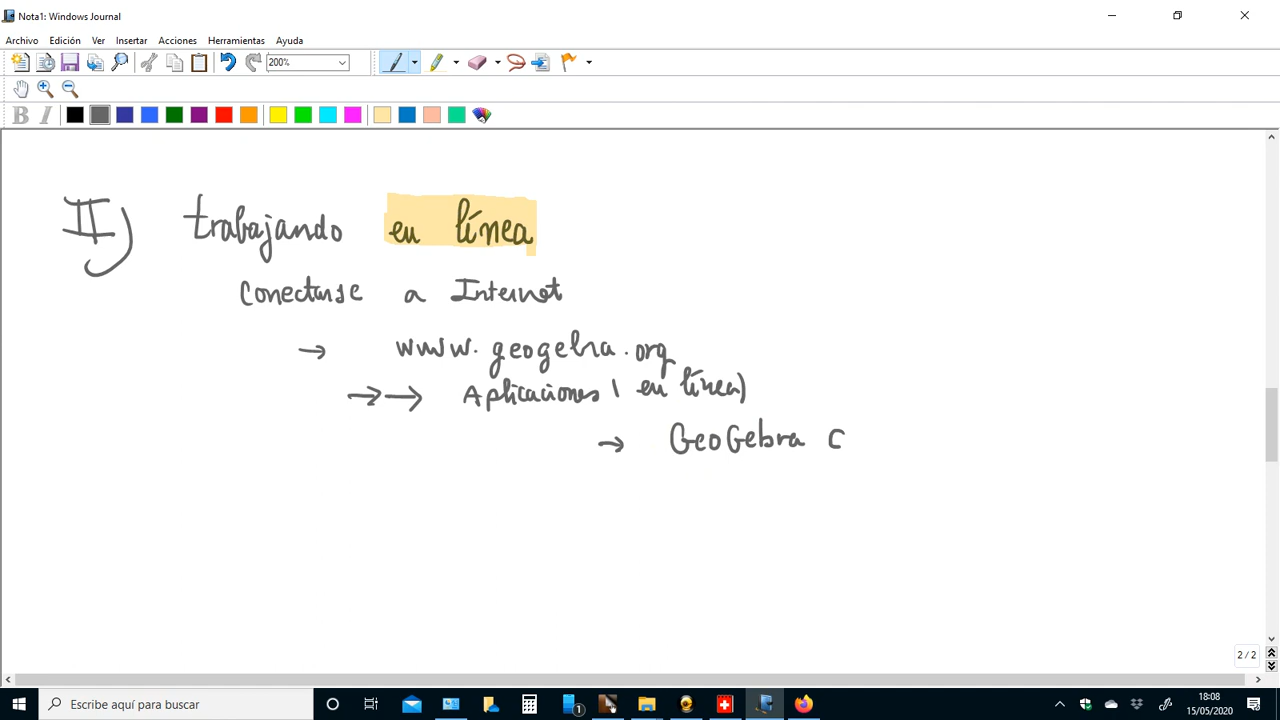 Nota1: Windows Journal
Archivo Edición Ver Insertar Acciones Herramientas Ayuda
200%
B I
II) trabajando en línea
Conectarse a Internet
→ www.geogebra.org
→→ Aplicaciones ( en línea)
→ GeoGebra C
2 / 2
Escribe aquí para buscar
1
18:08
15/05/2020